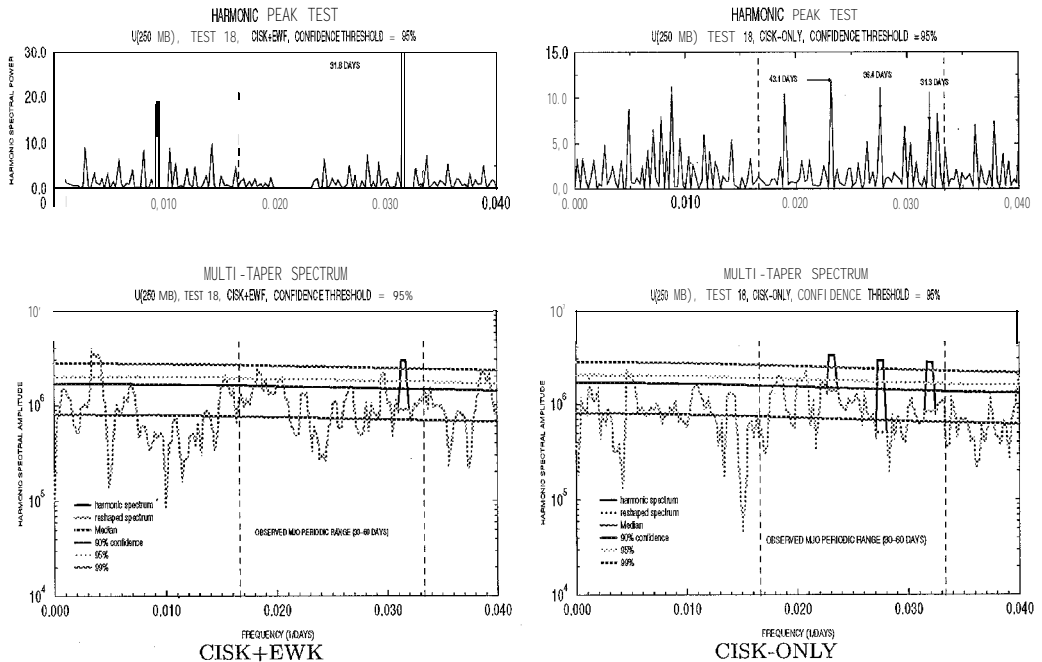 HARMONIC PEAK TEST
U(250 MB), TEST 18, CISK+EWF, CONFIDENCE THRESHOLD = 95%
HARMONIC SPECTRAL POWER
30.0
20.0
10.0
0.0
31.8 DAYS
0
0,010
0.020
0.030
0.040
HARMONIC PEAK TEST
U(250 MB), TEST 18, CISK-ONLY, CONFIDENCE THRESHOLD = 95%
15.0
10.0
5.0
0.0
43.1 DAYS
36.4 DAYS
31.3 DAYS
0.000
0.010
0.020
0.030
0,040
MULTI-TAPER SPECTRUM
U(250 MB), TEST 18, CISK+EWF, CONFIDENCE THRESHOLD = 95%
HARMONIC SPECTRAL AMPLITUDE
10⁷
10⁶
10⁵
10⁴
harmonic spectrum
reshaped spectrum
Median
90% confidence
95%
99%
OBSERVED MJO PERIODIC RANGE (30-60 DAYS)
0.000
0.010
0.020
0.030
0.040
FREQUENCY (1/DAYS)
CISK+EWK
MULTI-TAPER SPECTRUM
U(250 MB), TEST 18, CISK-ONLY, CONFIDENCE THRESHOLD = 95%
HARMONIC SPECTRAL AMPLITUDE
10⁷
10⁶
10⁵
10⁴
harmonic spectrum
reshaped spectrum
Median
90% confidence
95%
99%
OBSERVED MJO PERIODIC RANGE (30-60 DAYS)
0.000
0.010
0.020
0.030
0.040
FREQUENCY (1/DAYS)
CISK-ONLY